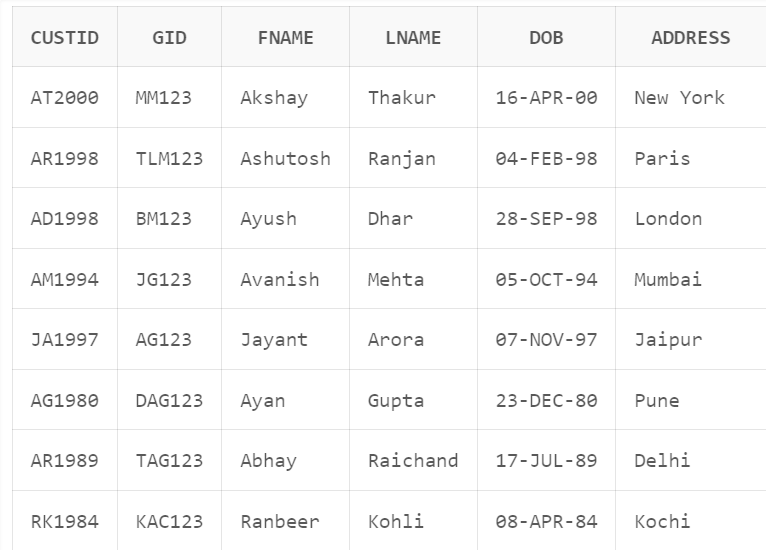 CUSTID GID FNAME LNAME DOB ADDRESS
AT2000 MM123 Akshay Thakur 16-APR-00 New York
AR1998 TLM123 Ashutosh Ranjan 04-FEB-98 Paris
AD1998 BM123 Ayush Dhar 28-SEP-98 London
AM1994 JG123 Avanish Mehta 05-OCT-94 Mumbai
JA1997 AG123 Jayant Arora 07-NOV-97 Jaipur
AG1980 DAG123 Ayan Gupta 23-DEC-80 Pune
AR1989 TAG123 Abhay Raichand 17-JUL-89 Delhi
RK1984 KAC123 Ranbeer Kohli 08-APR-84 Kochi